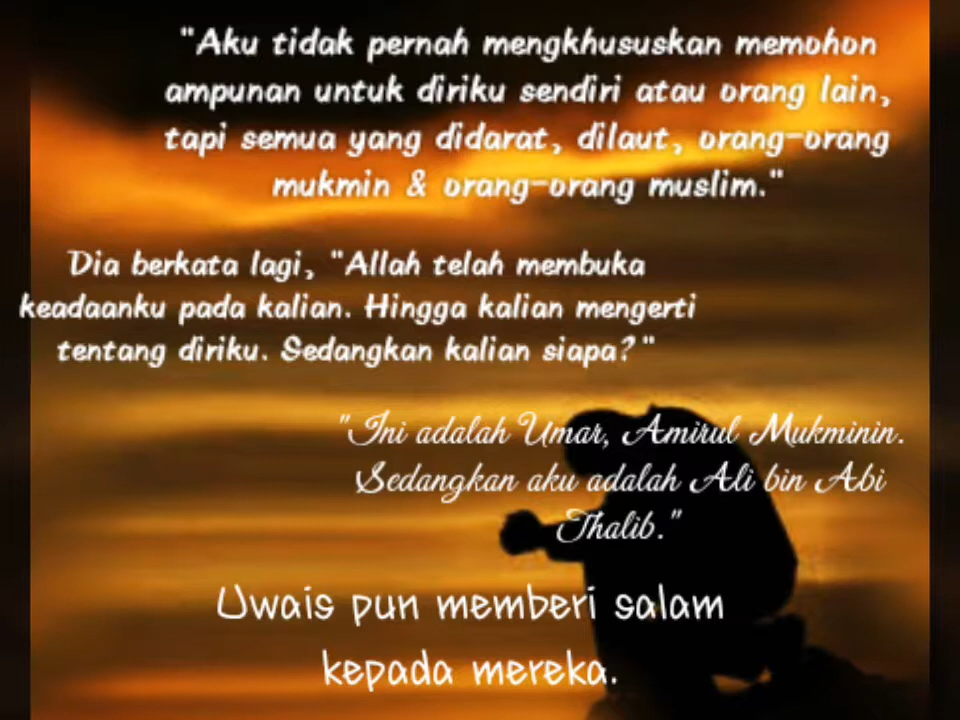 "Aku tidak pernah mengkhususkan memohon
ampunan untuk diriku sendiri atau orang lain,
tapi semua yang didarat, dilaut, orang-orang
mukmin & orang-orang muslim."
Dia berkata lagi, "Allah telah membuka
keadaanku pada kalian. Hingga kalian mengerti
tentang diriku. Sedangkan kalian siapa?"
"Ini adalah Umar, Amirul Mukminin.
Sedangkan aku adalah Ali bin Abi
Thalib."
Uwais pun memberi salam
kepada mereka.